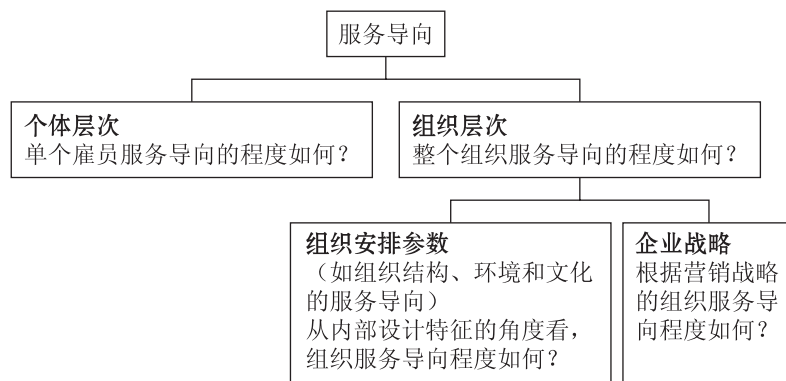 服务导向
个体层次
单个雇员服务导向的程度如何？
组织层次
整个组织服务导向的程度如何？
组织安排参数
（如组织结构、环境和文化
的服务导向）
从内部设计特征的角度看，
组织服务导向程度如何？
企业战略
根据营销战略
的组织服务导
向程度如何？